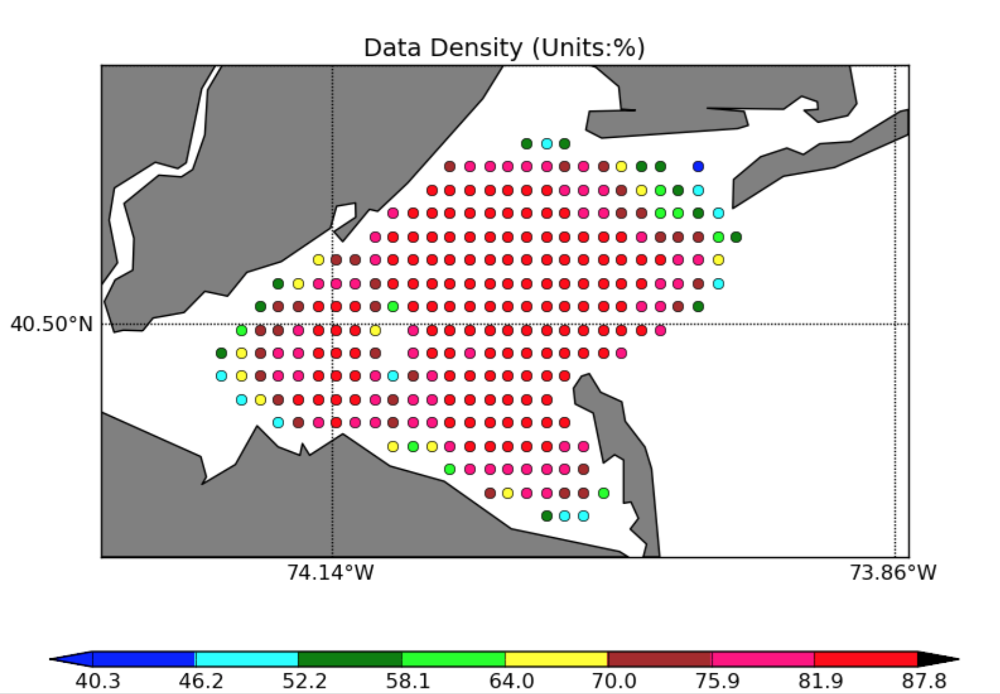 Data Density (Units:%)
40.50°N
74.14°W 73.86°W
40.3 46.2 52.2 58.1 64.0 70.0 75.9 81.9 87.8